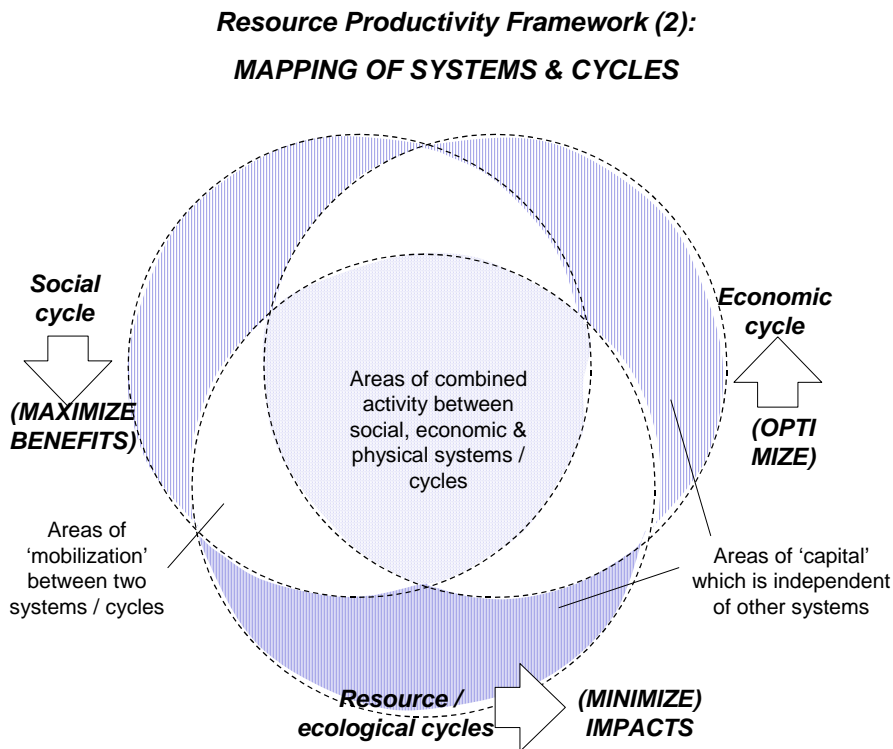 Resource Productivity Framework (2):
MAPPING OF SYSTEMS & CYCLES
Social
cycle
(MAXIMIZE
BENEFITS)
Economic
cycle
(OPTI
MIZE)
Areas of combined
activity between
social, economic &
physical systems /
cycles
Areas of
‘mobilization’
between two
systems / cycles
Areas of ‘capital’
which is independent
of other systems
Resource /
ecological cycles
(MINIMIZE)
IMPACTS